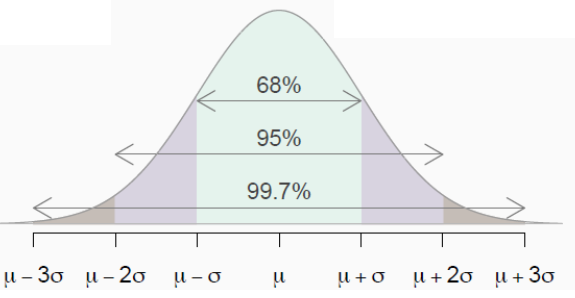 68%
95%
99.7%
μ − 3σ μ − 2σ μ − σ μ μ + σ μ + 2σ μ + 3σ